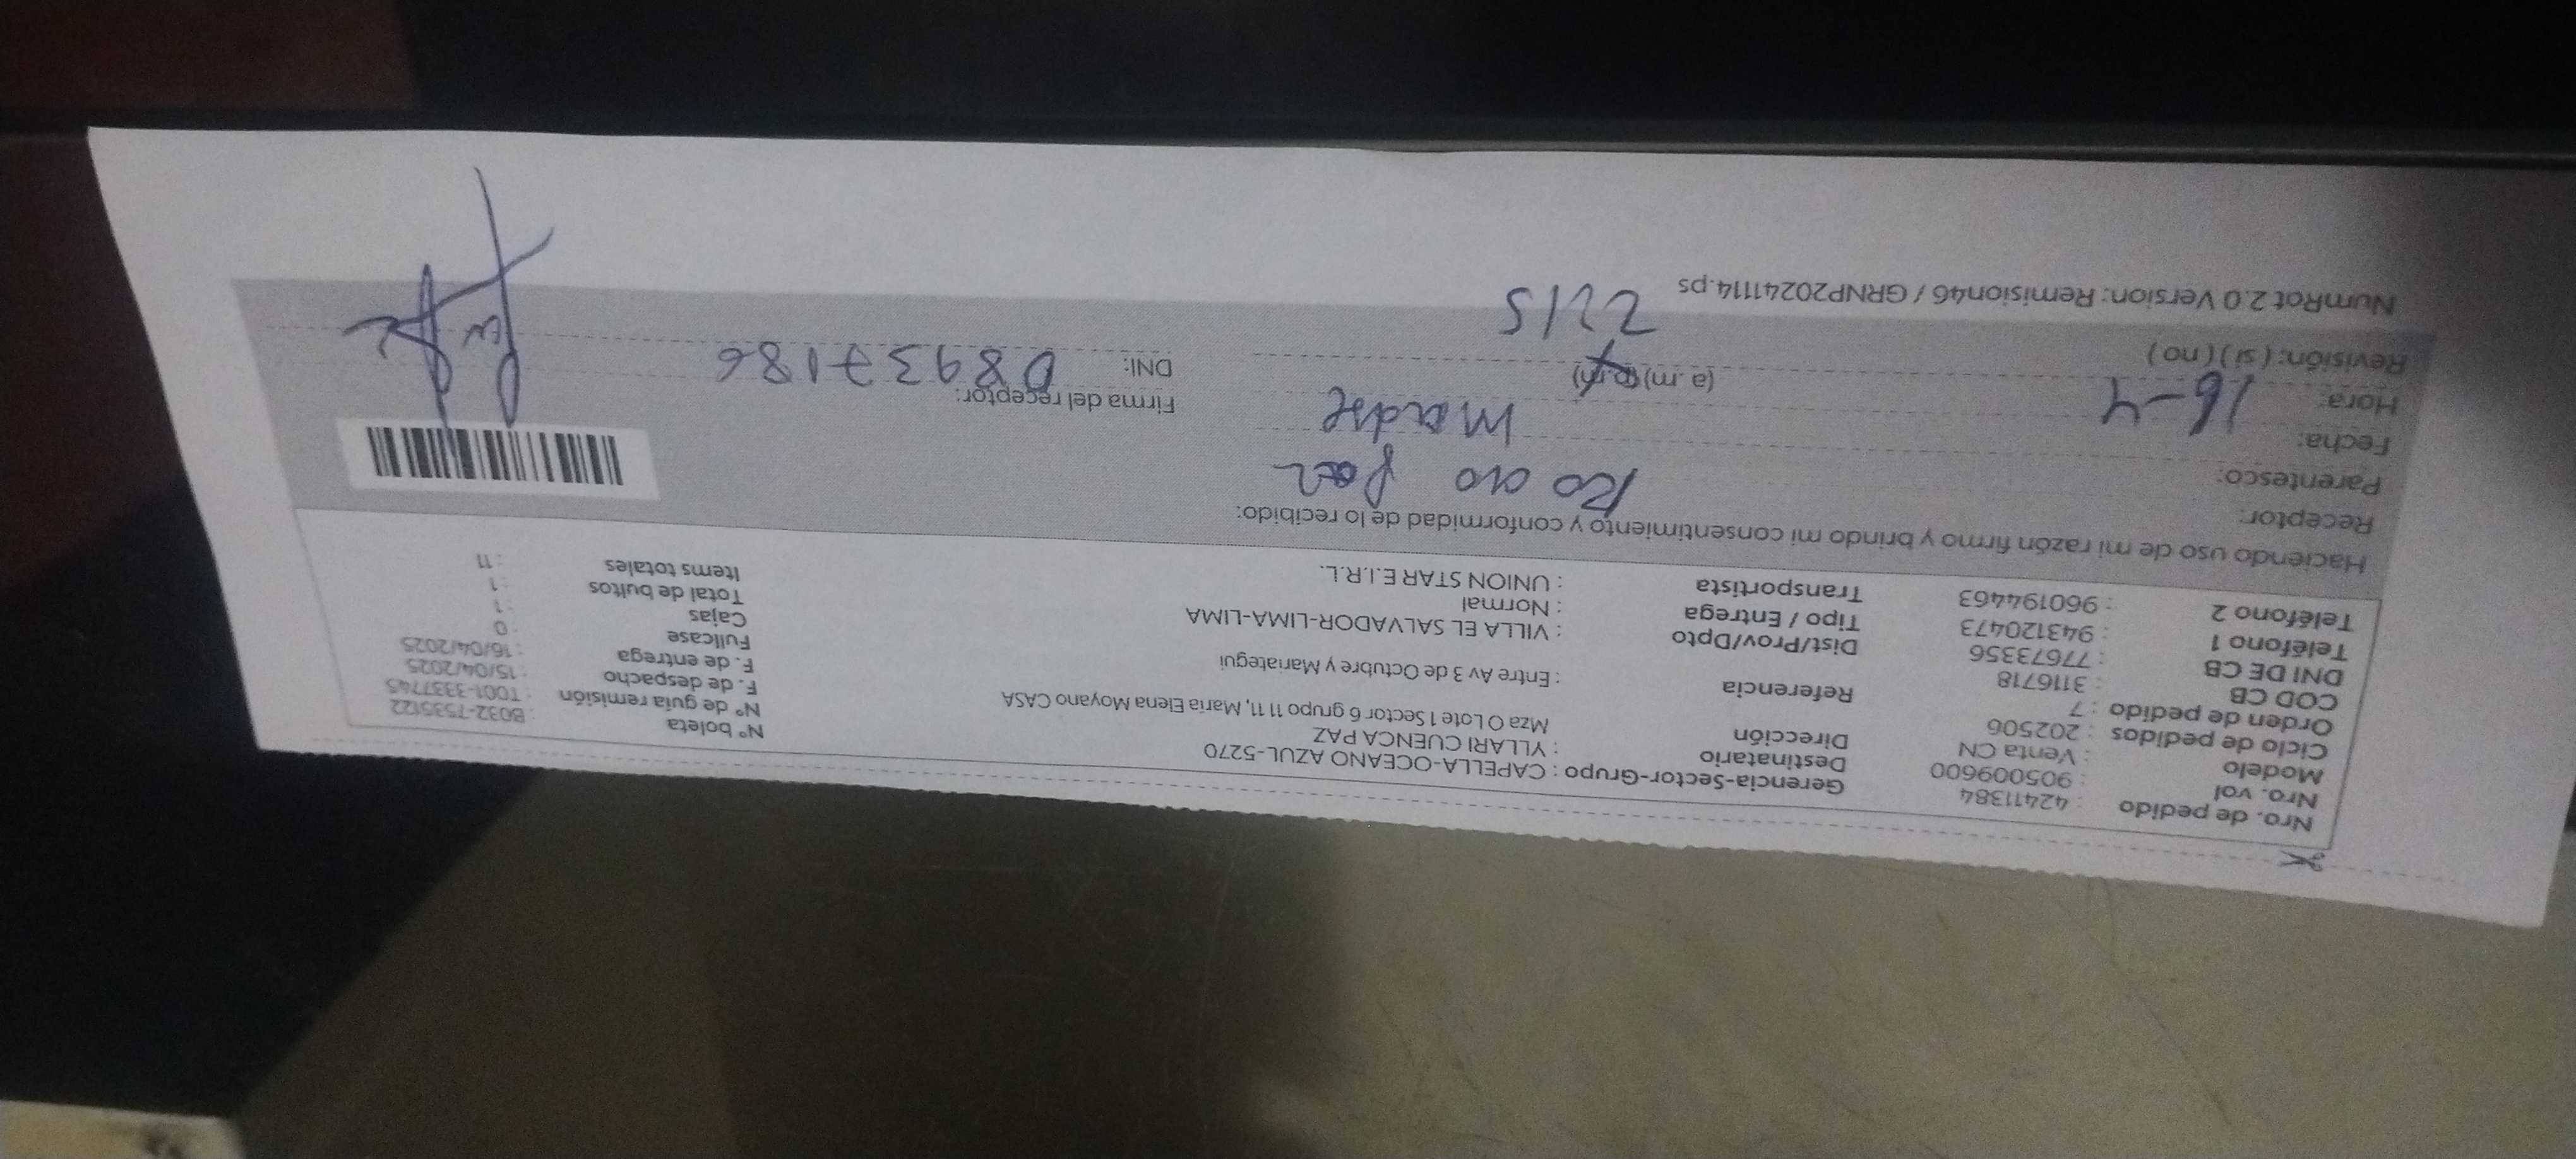 Nro. de pedido : 42411384 Gerencia-Sector-Grupo : CAPELLA-OCEANO AZUL-5270 N° boleta : B032-7535122
Nro. vol : 905009600 Destinatario : YLLARI CUENCA PAZ N° de guía remisión : T001-3337745
Modelo : Venta CN Dirección Mza O Lote 1 Sector 6 grupo 11 11, Maria Elena Moyano CASA F. de despacho : 15/04/2025
Ciclo de pedidos : 202506 F. de entrega : 16/04/2025
Orden de pedido : 7 Referencia : Entre Av 3 de Octubre y Mariategui Fullcase : 0
COD CB : 3116718 Cajas : 1
DNI DE CB : 77673356 Dist/Prov/Dpto : VILLA EL SALVADOR-LIMA-LIMA Total de bultos : 1
Teléfono 1 : 943120473 Tipo / Entrega : Normal Items totales : 11
Teléfono 2 : 960194463 Transportista : UNION STAR E.I.R.L.
Haciendo uso de mi razón firmo y brindo mi consentimiento y conformidad de lo recibido:
Receptor:
Parentesco: Madre
Fecha: 16-4 Firma del receptor:
Hora: (a.m) (p.m) DNI: 08937186
Revisión: ( si ) ( no ) 2215
NumRot 2.0 Version: Remision46 / GRNP20241114.ps